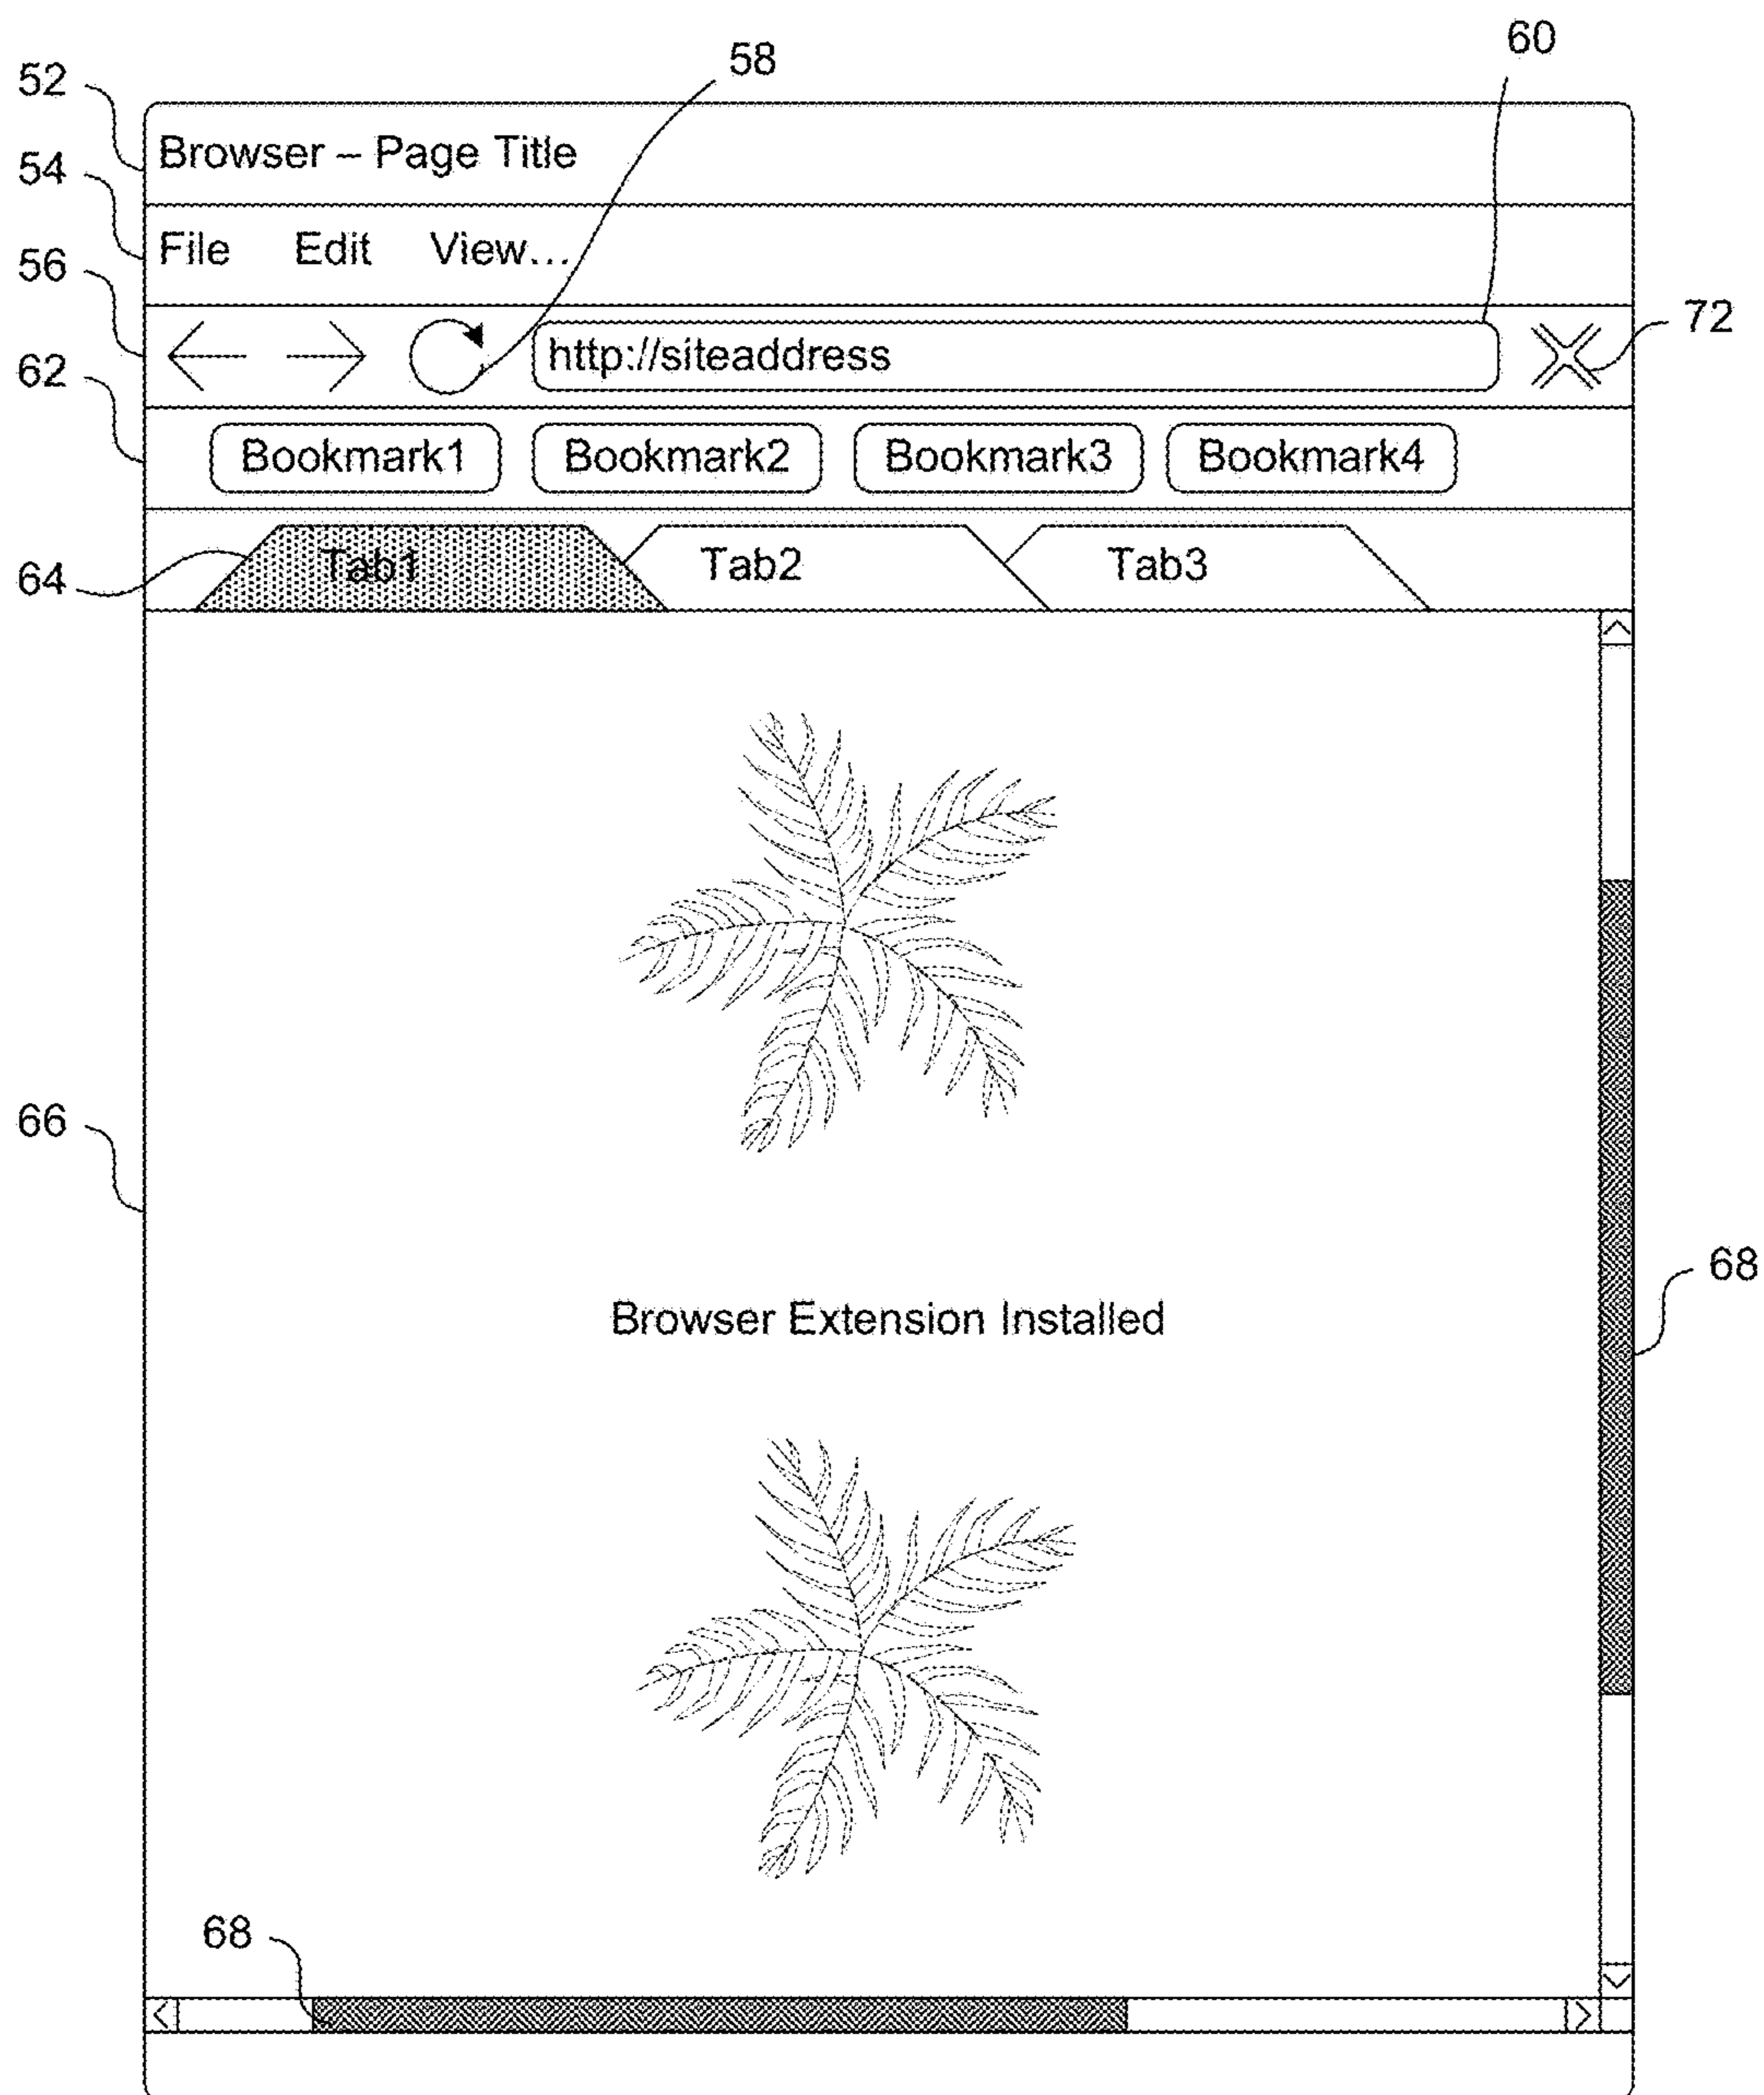 58
60
52
Browser – Page Title
54
File Edit View...
56
http://siteaddress
72
62
Bookmark1 Bookmark2 Bookmark3 Bookmark4
64
Tab1 Tab2 Tab3
66
68
Browser Extension Installed
68